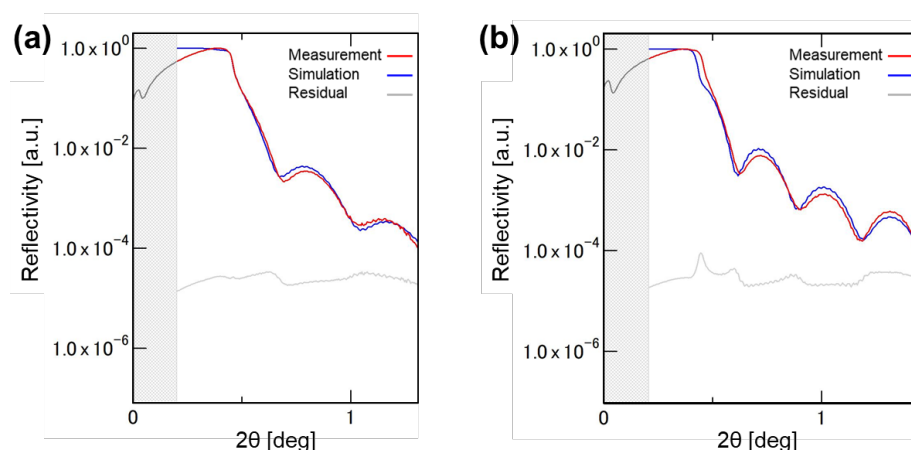 (a)
Reflectivity [a.u.]
1.0 x 10⁰
1.0 x 10⁻²
1.0 x 10⁻⁴
1.0 x 10⁻⁶
Measurement
Simulation
Residual
0
1
2θ [deg]
(b)
Reflectivity [a.u.]
1.0 x 10⁰
1.0 x 10⁻²
1.0 x 10⁻⁴
1.0 x 10⁻⁶
Measurement
Simulation
Residual
0
1
2θ [deg]